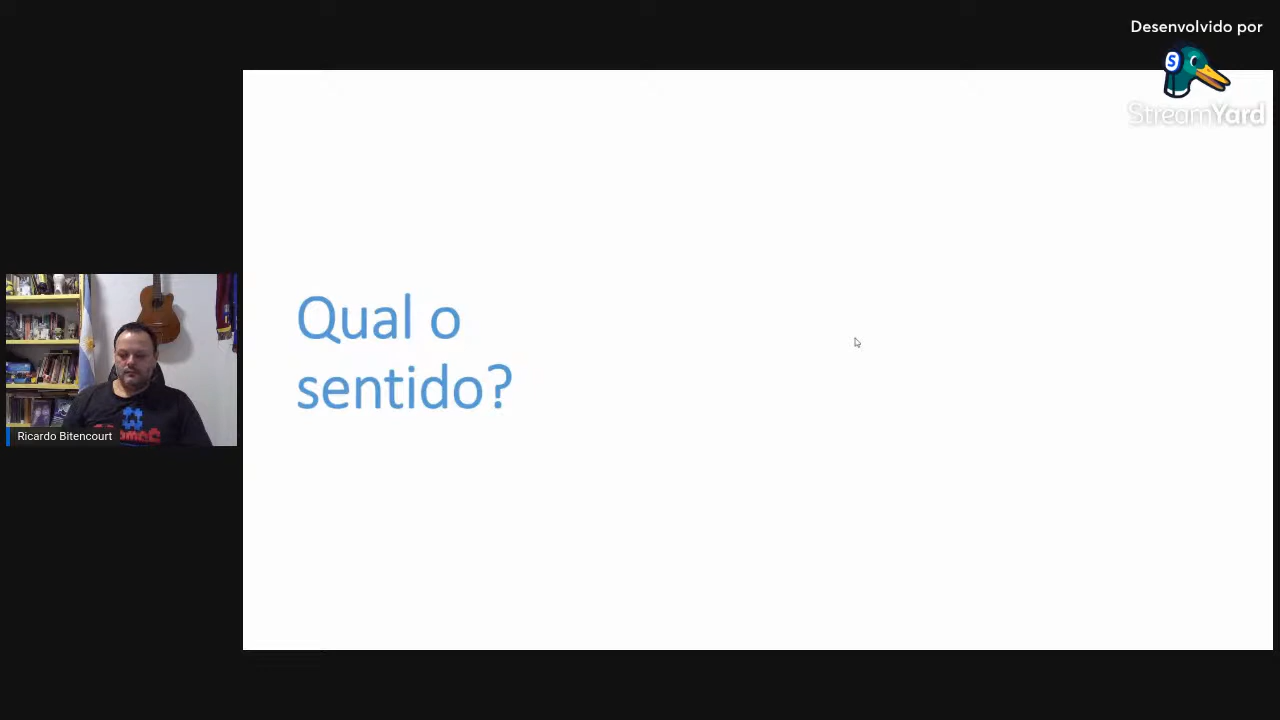 Desenvolvido por
StreamYard
Qual o
sentido?
Ricardo Bitencourt